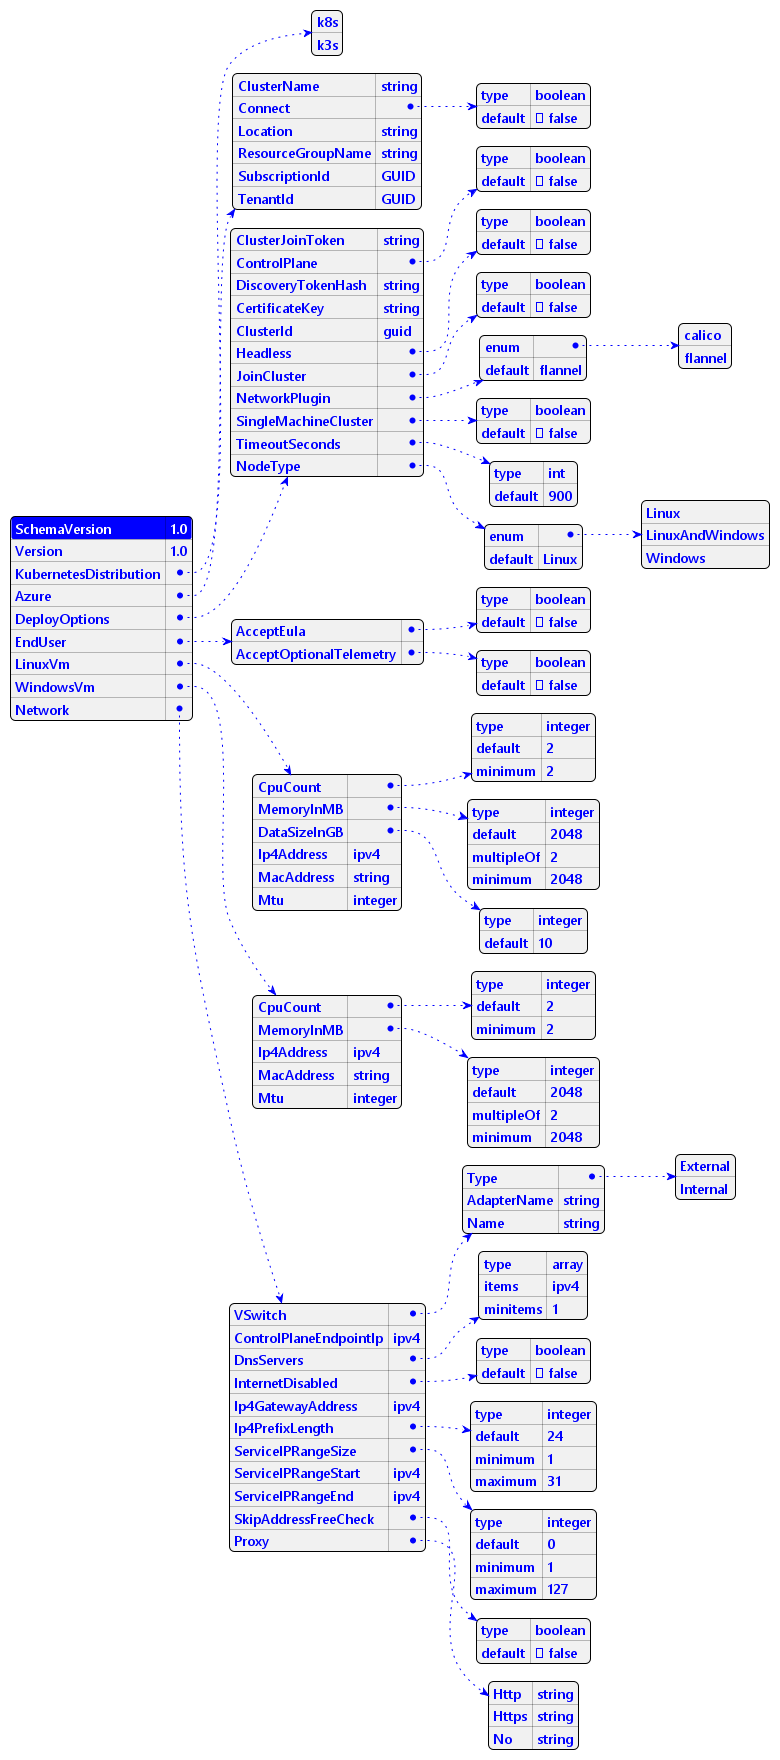 k8s
k3s
ClusterName string
Connect
Location string
ResourceGroupName string
SubscriptionId GUID
TenantId GUID
type boolean
default false
ClusterJoinToken string
ControlPlane
DiscoveryTokenHash string
CertificateKey string
ClusterId guid
Headless
JoinCluster
NetworkPlugin
SingleMachineCluster
TimeoutSeconds
NodeType
type boolean
default false
type boolean
default false
type boolean
default false
enum
default flannel
calico
flannel
type boolean
default false
type int
default 900
enum
default Linux
Linux
LinuxAndWindows
Windows
SchemaVersion 1.0
Version 1.0
KubernetesDistribution
Azure
DeployOptions
EndUser
LinuxVm
WindowsVm
Network
AcceptEula
AcceptOptionalTelemetry
type boolean
default false
type boolean
default false
CpuCount
MemoryInMB
DataSizeInGB
Ip4Address ipv4
MacAddress string
Mtu integer
type integer
default 2
minimum 2
type integer
default 2048
multipleOf 2
minimum 2048
type integer
default 10
CpuCount
MemoryInMB
Ip4Address ipv4
MacAddress string
Mtu integer
type integer
default 2
minimum 2
type integer
default 2048
multipleOf 2
minimum 2048
VSwitch
ControlPlaneEndpointIp ipv4
DnsServers
InternetDisabled
Ip4GatewayAddress ipv4
Ip4PrefixLength
ServiceIPRangeSize
ServiceIPRangeStart ipv4
ServiceIPRangeEnd ipv4
SkipAddressFreeCheck
Proxy
Type
AdapterName string
Name string
External
Internal
type array
items ipv4
minitems 1
type boolean
default false
type integer
default 24
minimum 1
maximum 31
type integer
default 0
minimum 1
maximum 127
type boolean
default false
Http string
Https string
No string